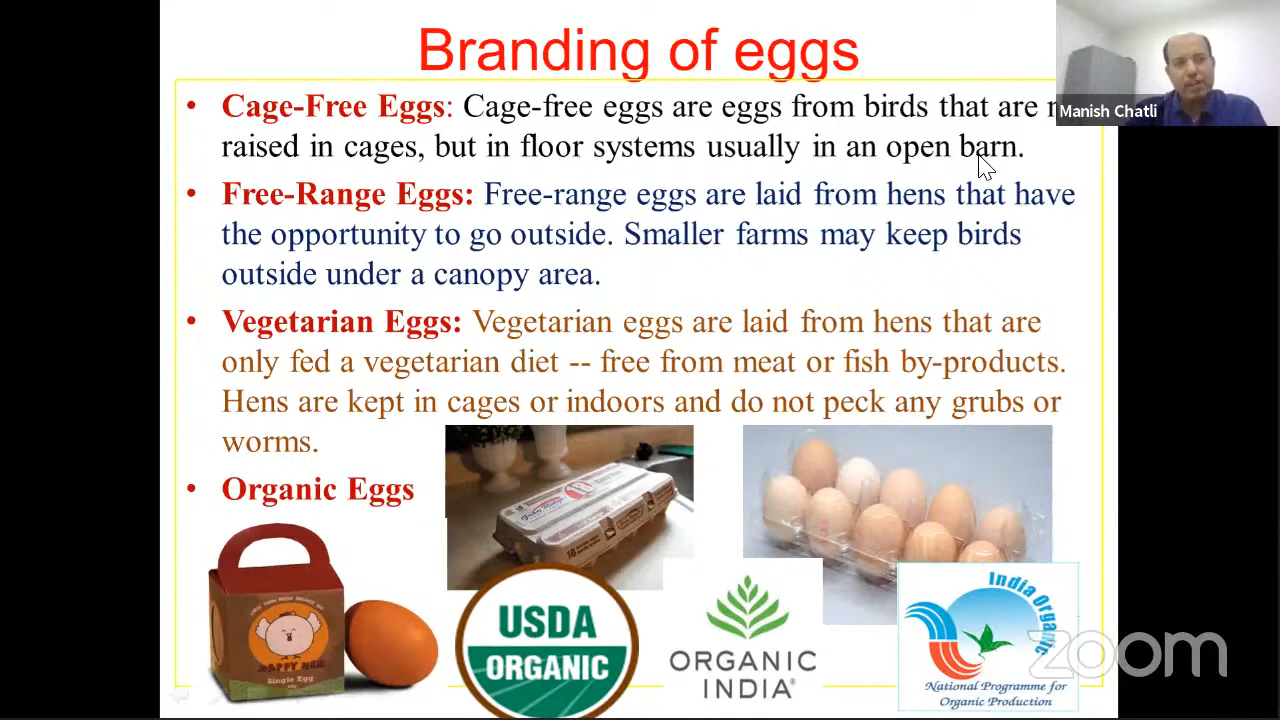 Branding of eggs
• Cage-Free Eggs: Cage-free eggs are eggs from birds that are
Manish Chatli
raised in cages, but in floor systems usually in an open barn.
• Free-Range Eggs: Free-range eggs are laid from hens that have
the opportunity to go outside. Smaller farms may keep birds
outside under a canopy area.
• Vegetarian Eggs: Vegetarian eggs are laid from hens that are
only fed a vegetarian diet -- free from meat or fish by-products.
Hens are kept in cages or indoors and do not peck any grubs or
worms.
• Organic Eggs
HAPPY HEN
Single Egg
USDA
ORGANIC
ORGANIC
INDIA®
India Organic
National Programme for
Organic Production
zoom